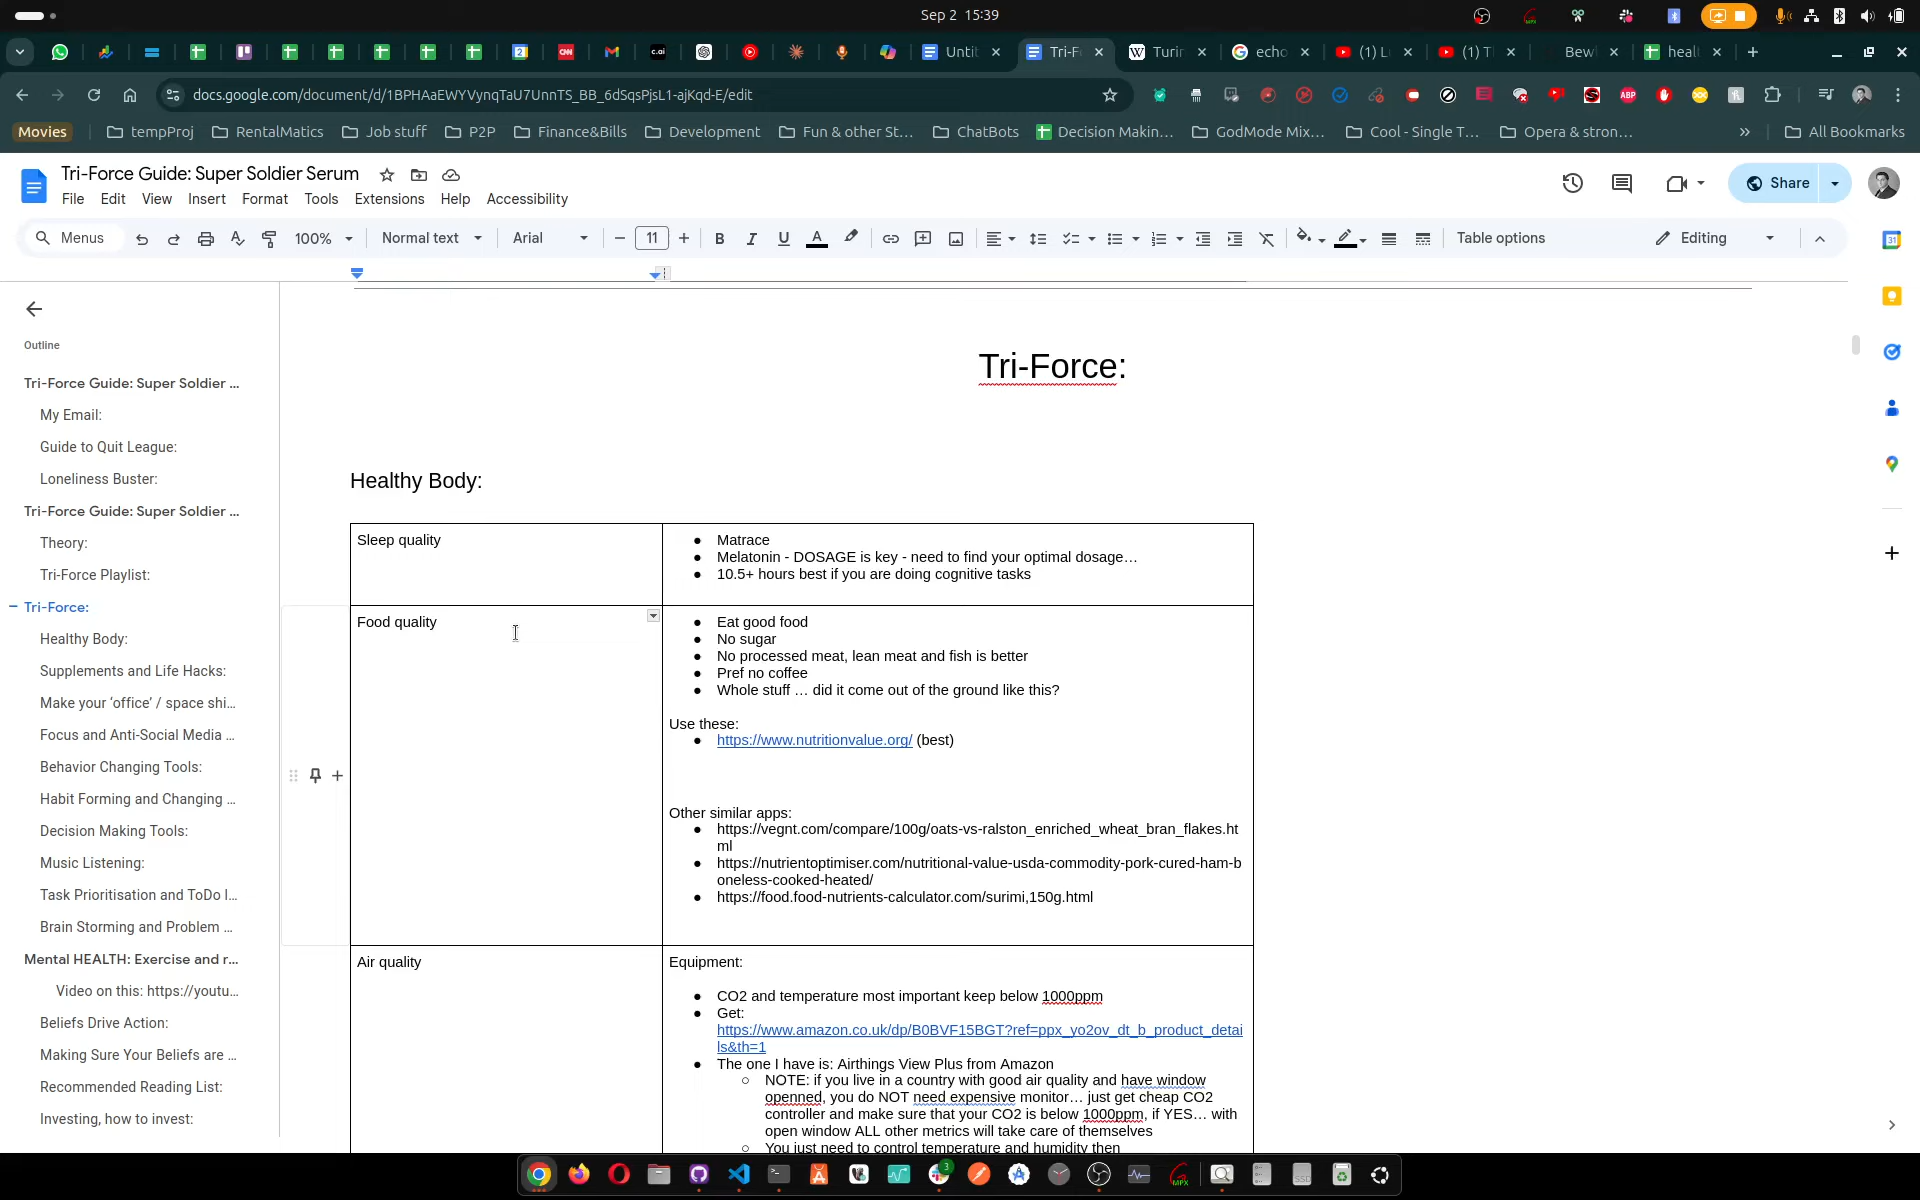 Sep 2 15:39
Untit
Tri-F
Turin
echo
(1) L
(1) T
Bew
healt
docs.google.com/document/d/1BPHAaEWYVynqTaU7UnnTS_BB_6dSqsPjsL1-ajKqd-E/edit
Movies
tempProj
RentalMatics
Job stuff
P2P
Finance&Bills
Development
Fun & other St...
ChatBots
Decision Makin...
GodMode Mix...
Cool - Single T...
Opera & stron...
All Bookmarks
Tri-Force Guide: Super Soldier Serum
File Edit View Insert Format Tools Extensions Help Accessibility
Share
Menus
100%
Normal text
Arial
11
Table options
Editing
Outline
Tri-Force Guide: Super Soldier ...
My Email:
Guide to Quit League:
Loneliness Buster:
Tri-Force Guide: Super Soldier ...
Theory:
Tri-Force Playlist:
Tri-Force:
Healthy Body:
Supplements and Life Hacks:
Make your ‘office’ / space shi...
Focus and Anti-Social Media ...
Behavior Changing Tools:
Habit Forming and Changing ...
Decision Making Tools:
Music Listening:
Task Prioritisation and ToDo l...
Brain Storming and Problem ...
Mental HEALTH: Exercise and r...
Video on this: https://youtu...
Beliefs Drive Action:
Making Sure Your Beliefs are ...
Recommended Reading List:
Investing, how to invest:
Tri-Force:
Healthy Body:
Sleep quality
● Matrace
● Melatonin - DOSAGE is key - need to find your optimal dosage…
● 10.5+ hours best if you are doing cognitive tasks
Food quality
● Eat good food
● No sugar
● No processed meat, lean meat and fish is better
● Pref no coffee
● Whole stuff … did it come out of the ground like this?
Use these:
● https://www.nutritionvalue.org/ (best)
Other similar apps:
● https://vegnt.com/compare/100g/oats-vs-ralston_enriched_wheat_bran_flakes.ht
ml
● https://nutrientoptimiser.com/nutritional-value-usda-commodity-pork-cured-ham-b
oneless-cooked-heated/
● https://food.food-nutrients-calculator.com/surimi,150g.html
Air quality
Equipment:
● CO2 and temperature most important keep below 1000ppm
● Get:
https://www.amazon.co.uk/dp/B0BVF15BGT?ref=ppx_yo2ov_dt_b_product_detai
ls&th=1
● The one I have is: Airthings View Plus from Amazon
○ NOTE: if you live in a country with good air quality and have window
openned, you do NOT need expensive monitor… just get cheap CO2
controller and make sure that your CO2 is below 1000ppm, if YES… with
open window ALL other metrics will take care of themselves
○ You just need to control temperature and humidity then